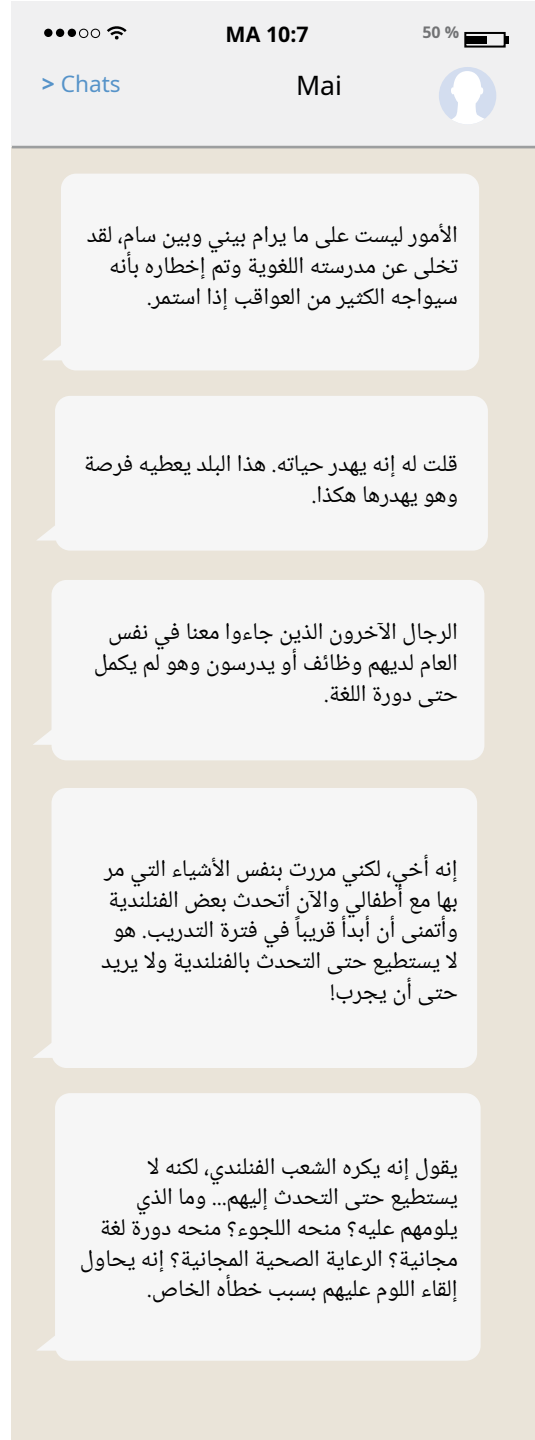 MA 10:7
50 %
> Chats
Mai
الأمور ليست على ما يرام بيني وبين سام، لقد
تخلى عن مدرسته اللغوية وتم إخطاره بأنه
سيواجه الكثير من العواقب إذا استمر.
قلت له إنه يهدر حياته. هذا البلد يعطيه فرصة
وهو يهدرها هكذا.
الرجال الآخرون الذين جاءوا معنا في نفس
العام لديهم وظائف أو يدرسون وهو لم يكمل
حتى دورة اللغة.
إنه أخي، لكني مررت بنفس الأشياء التي مر
بها مع أطفالي والآن أتحدث بعض الفنلندية
وأتمنى أن أبدأ قريباً في فترة التدريب. هو
لا يستطيع حتى التحدث بالفنلندية ولا يريد
حتى أن يجرب!
يقول إنه يكره الشعب الفنلندي، لكنه لا
يستطيع حتى التحدث إليهم... وما الذي
يلومهم عليه؟ منحه اللجوء؟ منحه دورة لغة
مجانية؟ الرعاية الصحية المجانية؟ إنه يحاول
إلقاء اللوم عليهم بسبب خطأه الخاص.